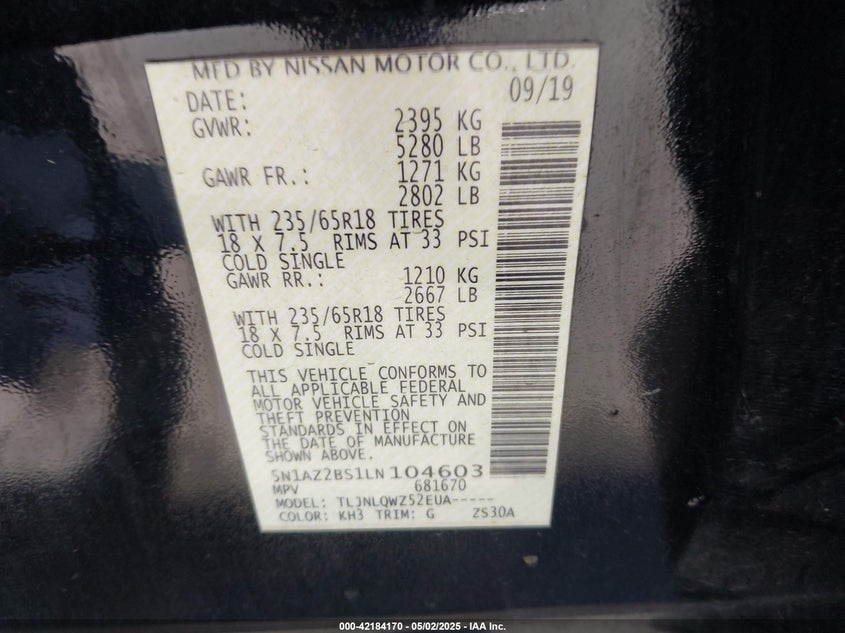 MFD BY NISSAN MOTOR CO., LTD.
DATE: 09/19
GVWR: 2395 KG
5280 LB
GAWR FR.: 1271 KG
2802 LB
WITH 235/65R18 TIRES
18 X 7.5 RIMS AT 33 PSI
COLD SINGLE
GAWR RR.: 1210 KG
2667 LB
WITH 235/65R18 TIRES
18 X 7.5 RIMS AT 33 PSI
COLD SINGLE
THIS VEHICLE CONFORMS TO
ALL APPLICABLE FEDERAL
MOTOR VEHICLE SAFETY AND
THEFT PREVENTION
STANDARDS IN EFFECT ON
THE DATE OF MANUFACTURE
SHOWN ABOVE.
5N1AZ2BS1LN104603
MPV 681670
MODEL: TLJNLQWZ52EUA-----
COLOR: KH3 TRIM: G ZS30A
000-42184170 - 05/02/2025 - IAA Inc.